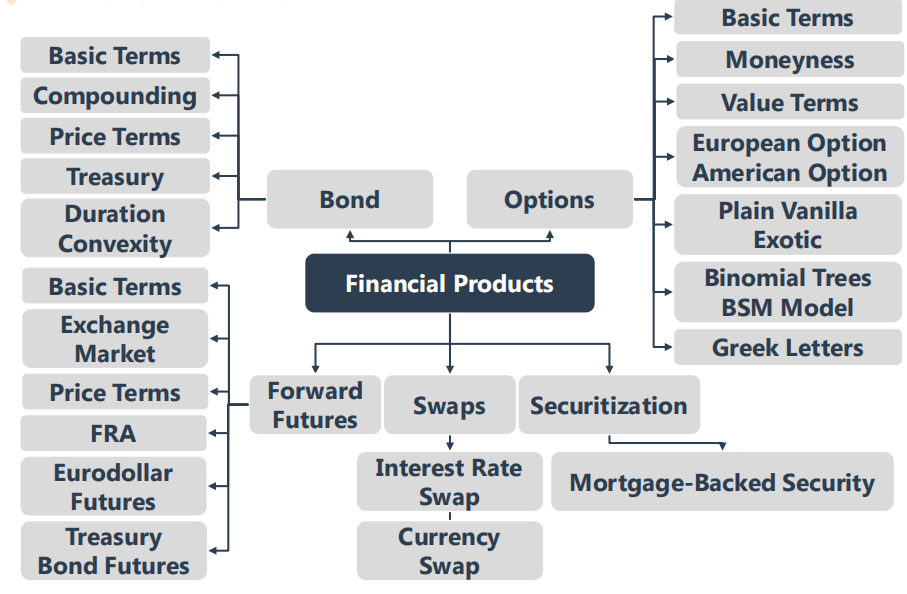 Basic Terms
Compounding
Price Terms
Treasury
Duration
Convexity
Bond
Options
Basic Terms
Moneyness
Value Terms
European Option
American Option
Plain Vanilla
Exotic
Binomial Trees
BSM Model
Greek Letters
Financial Products
Basic Terms
Exchange
Market
Price Terms
FRA
Eurodollar
Futures
Treasury
Bond Futures
Forward
Futures
Swaps
Securitization
Interest Rate
Swap
Currency
Swap
Mortgage-Backed Security